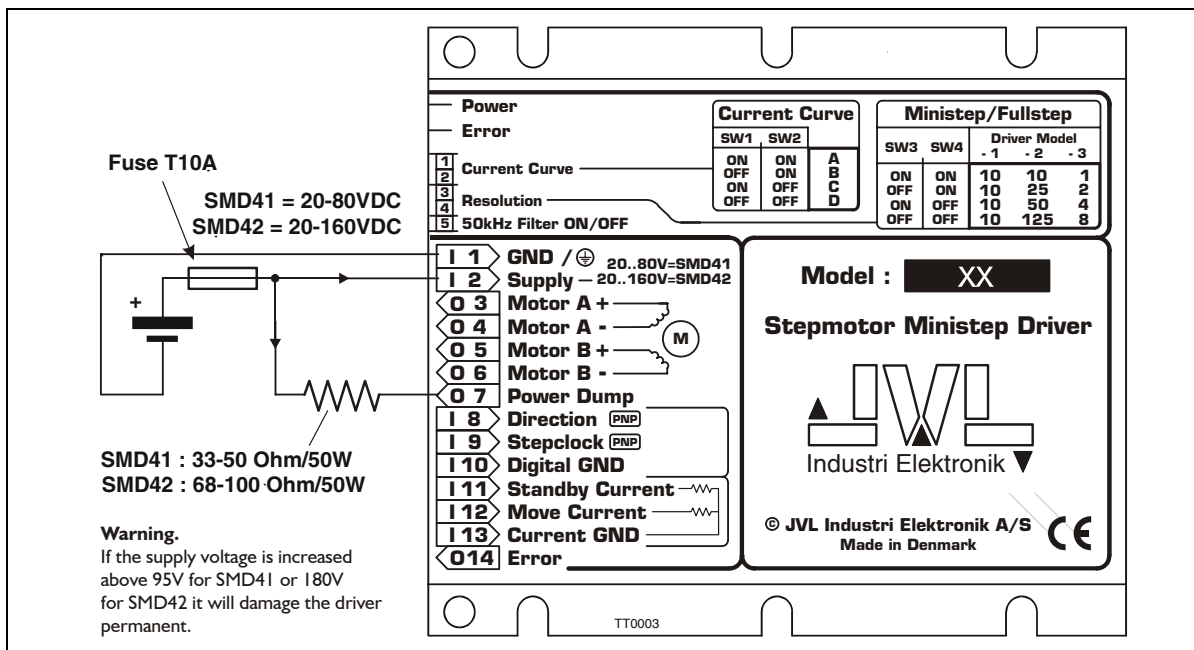 Power
Error
1
2
Current Curve
3
4
Resolution
5
50kHz Filter ON/OFF
Current Curve
SW1 SW2
ON ON A
OFF ON B
ON OFF C
OFF OFF D
Ministep/Fullstep
SW3 SW4 Driver Model
- 1 - 2 - 3
ON ON 10 10 1
OFF ON 10 25 2
ON OFF 10 50 4
OFF OFF 10 125 8
Fuse T10A
SMD41 = 20-80VDC
SMD42 = 20-160VDC
+
I 1 GND / 20..80V=SMD41
I 2 Supply 20..160V=SMD42
O 3 Motor A +
O 4 Motor A -
O 5 Motor B +
O 6 Motor B -
M
O 7 Power Dump
I 8 Direction PNP
I 9 Stepclock PNP
I 10 Digital GND
I 11 Standby Current
I 12 Move Current
I 13 Current GND
O14 Error
SMD41 : 33-50 Ohm/50W
SMD42 : 68-100 Ohm/50W
Warning.
If the supply voltage is increased
above 95V for SMD41 or 180V
for SMD42 it will damage the driver
permanent.
Model : XX
Stepmotor Ministep Driver
JVL
Industri Elektronik
© JVL Industri Elektronik A/S
Made in Denmark
CE
TT0003